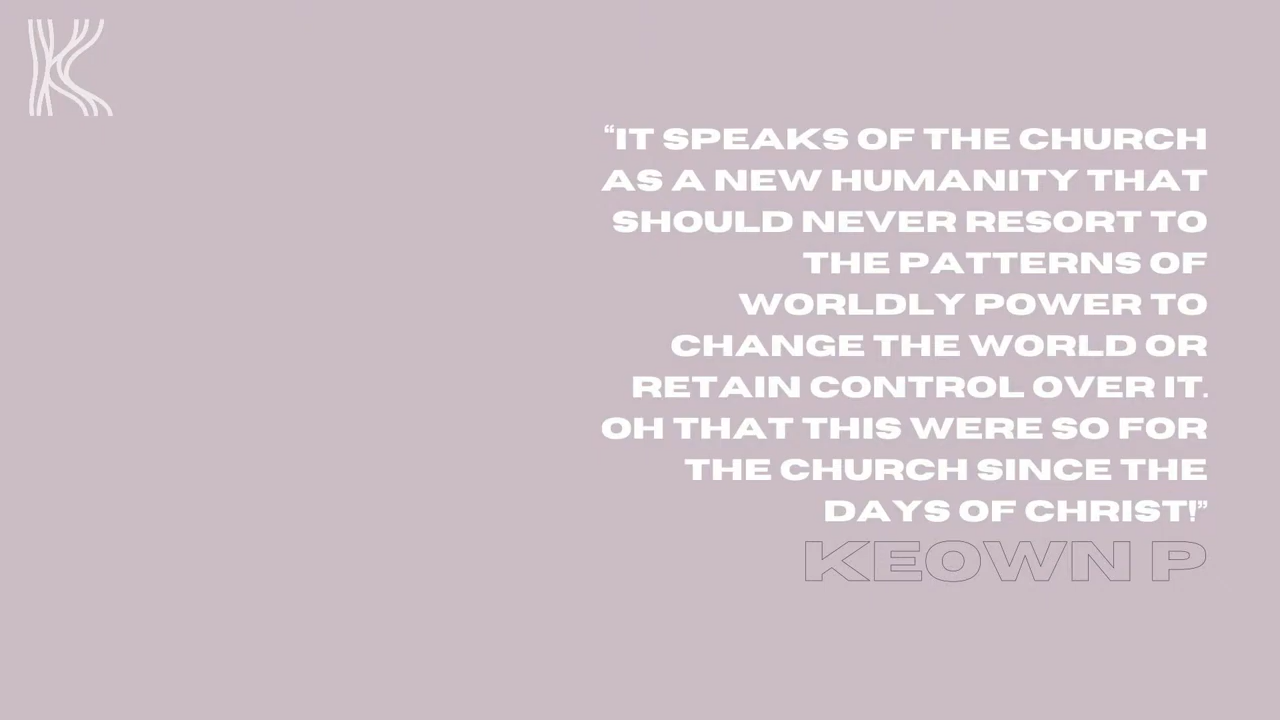 K
“IT SPEAKS OF THE CHURCH
AS A NEW HUMANITY THAT
SHOULD NEVER RESORT TO
THE PATTERNS OF
WORLDLY POWER TO
CHANGE THE WORLD OR
RETAIN CONTROL OVER IT.
OH THAT THIS WERE SO FOR
THE CHURCH SINCE THE
DAYS OF CHRIST!”
KEOWN P